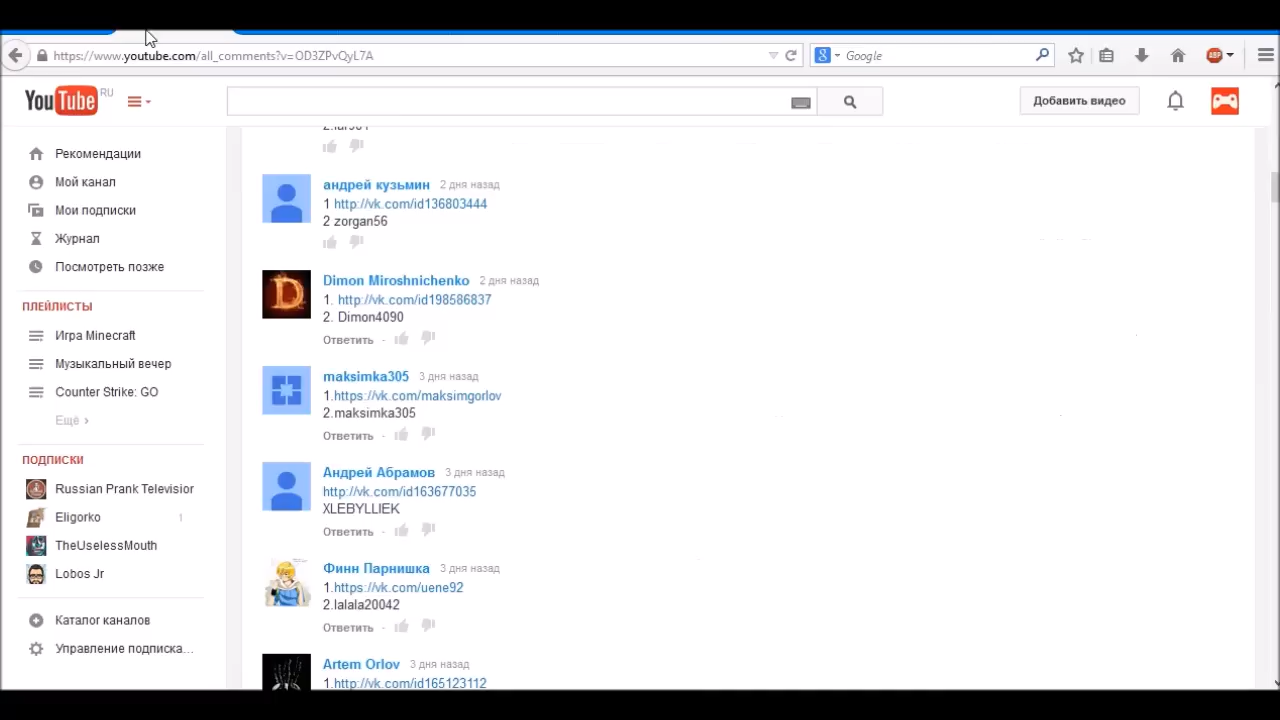 https://www.youtube.com/all_comments?v=OD3ZPvQyL7A
Google
ABP
YouTube RU
Добавить видео
Рекомендации
Мой канал
Мои подписки
Журнал
Посмотреть позже
ПЛЕЙЛИСТЫ
Игра Minecraft
Музыкальный вечер
Counter Strike: GO
Ещё ›
ПОДПИСКИ
Russian Prank Televisior
Eligorko 1
TheUselessMouth
Lobos Jr
Каталог каналов
Управление подписка...
андрей кузьмин 2 дня назад
1 http://vk.com/id136803444
2 zorgan56
Dimon Miroshnichenko 2 дня назад
1. http://vk.com/id198586837
2. Dimon4090
Ответить
maksimka305 3 дня назад
1.https://vk.com/maksimgorlov
2.maksimka305
Ответить
Андрей Абрамов 3 дня назад
http://vk.com/id163677035
XLEBYLLIEK
Ответить
Финн Парнишка 3 дня назад
1.https://vk.com/uene92
2.lalala20042
Ответить
Artem Orlov 3 дня назад
1.http://vk.com/id165123112